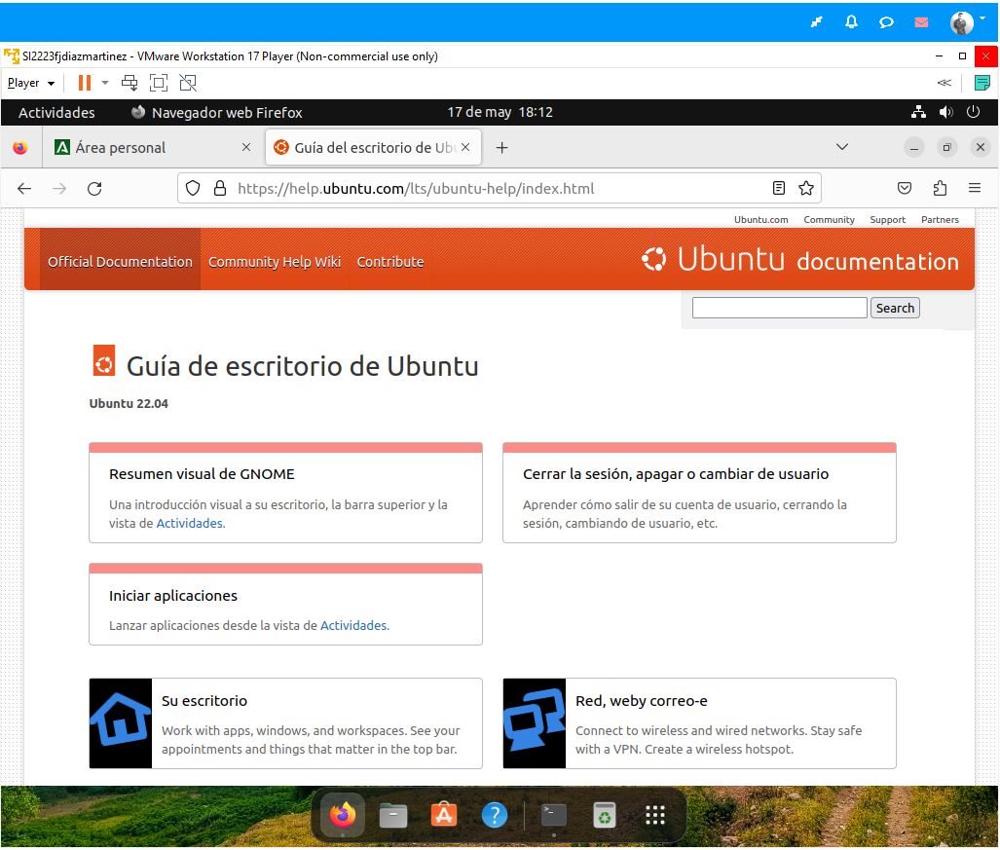 SI2223fjdiazmartinez - VMware Workstation 17 Player (Non-commercial use only)
Player
Actividades
Navegador web Firefox
17 de may 18:12
Área personal
Guía del escritorio de Ub
https://help.ubuntu.com/lts/ubuntu-help/index.html
Ubuntu.com Community Support Partners
Official Documentation Community Help Wiki Contribute
Ubuntu documentation
Search
Guía de escritorio de Ubuntu
Ubuntu 22.04
Resumen visual de GNOME
Una introducción visual a su escritorio, la barra superior y la
vista de Actividades.
Cerrar la sesión, apagar o cambiar de usuario
Aprender cómo salir de su cuenta de usuario, cerrando la
sesión, cambiando de usuario, etc.
Iniciar aplicaciones
Lanzar aplicaciones desde la vista de Actividades.
Su escritorio
Work with apps, windows, and workspaces. See your
appointments and things that matter in the top bar.
Red, weby correo-e
Connect to wireless and wired networks. Stay safe
with a VPN. Create a wireless hotspot.